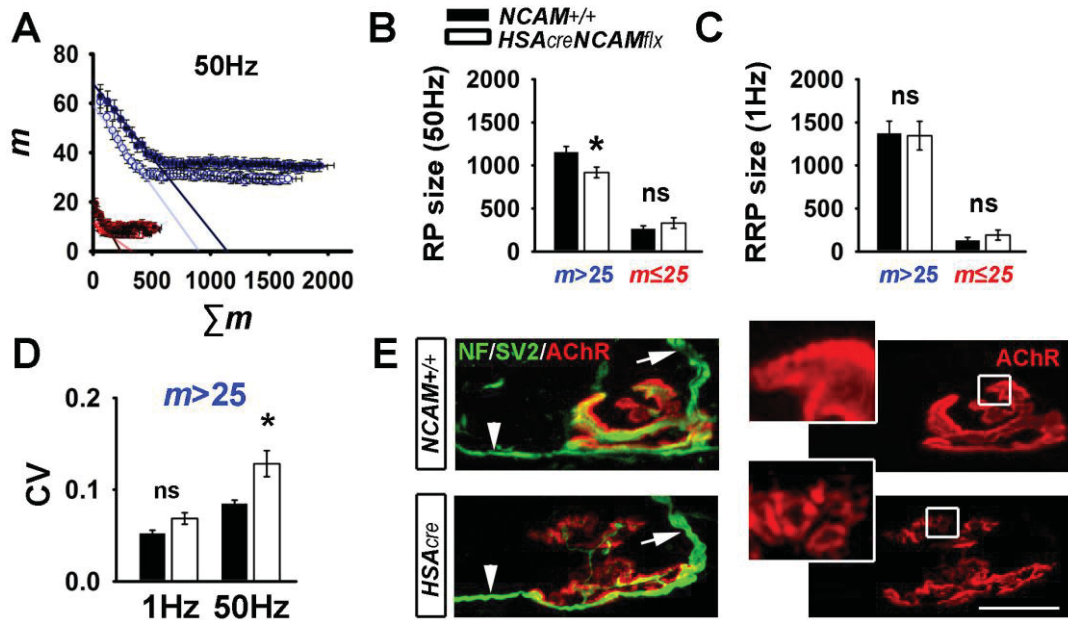 A
50Hz
m
80
60
40
20
0
0 500 1000 1500 2000
∑m
B
NCAM+/+
HSAcreNCAMflx
RP size (50Hz)
2000
1500
1000
500
0
*
ns
m>25 m≤25
C
RRP size (1Hz)
2000
1500
1000
500
0
ns
ns
m>25 m≤25
D
m>25
CV
0.2
0.1
0.0
ns
*
1Hz 50Hz
E
NCAM+/+
NF/SV2/AChR
AChR
HSAcre